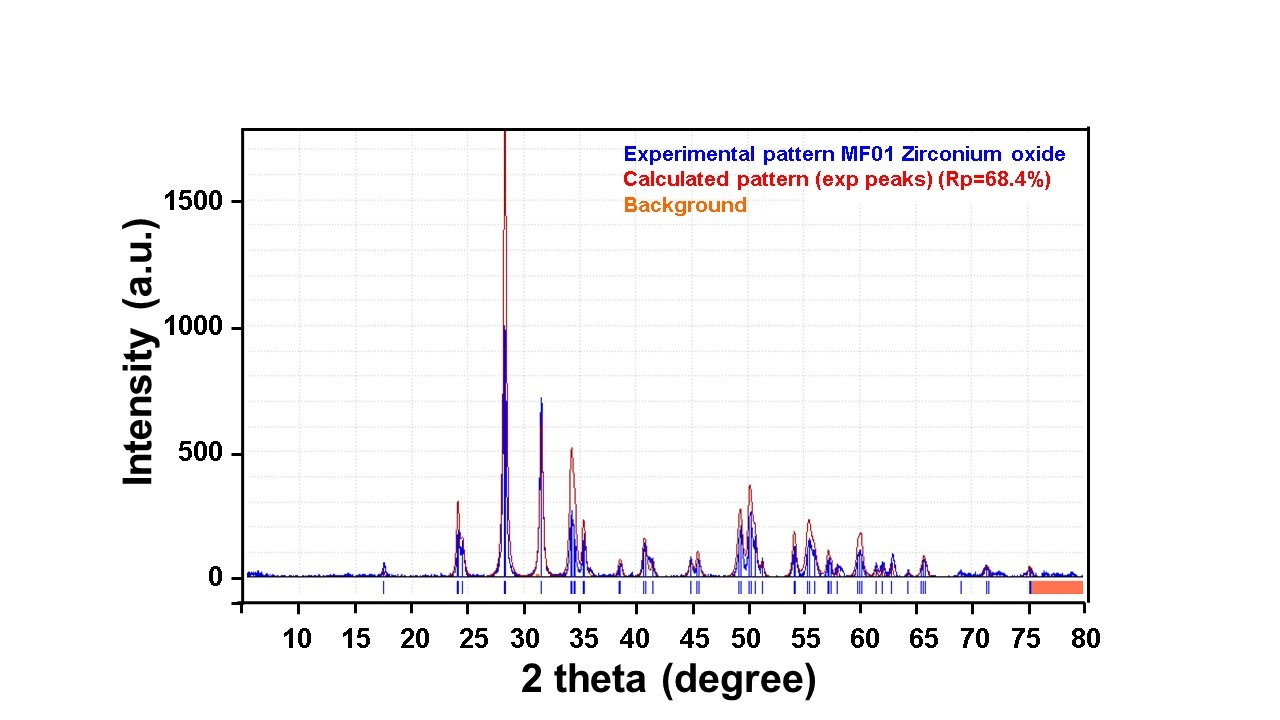 Experimental pattern MF01 Zirconium oxide
Calculated pattern (exp peaks) (Rp=68.4%)
Background
Intensity (a.u.)
1500
1000
500
0
10 15 20 25 30 35 40 45 50 55 60 65 70 75 80
2 theta (degree)